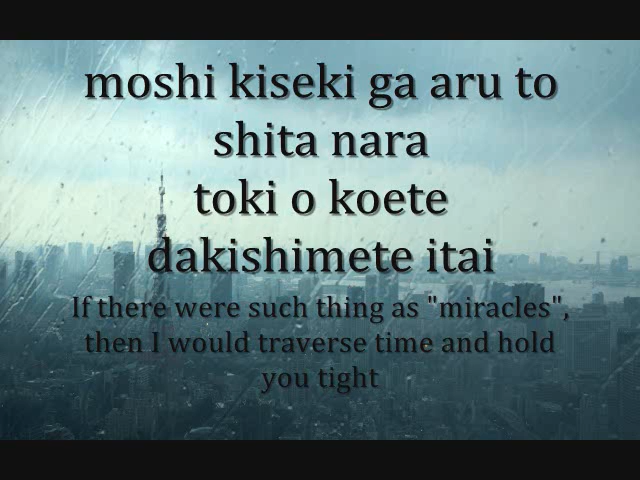 moshi kiseki ga aru to
shita nara
toki o koete
dakishimete itai
If there were such thing as "miracles",
then I would traverse time and hold
you tight